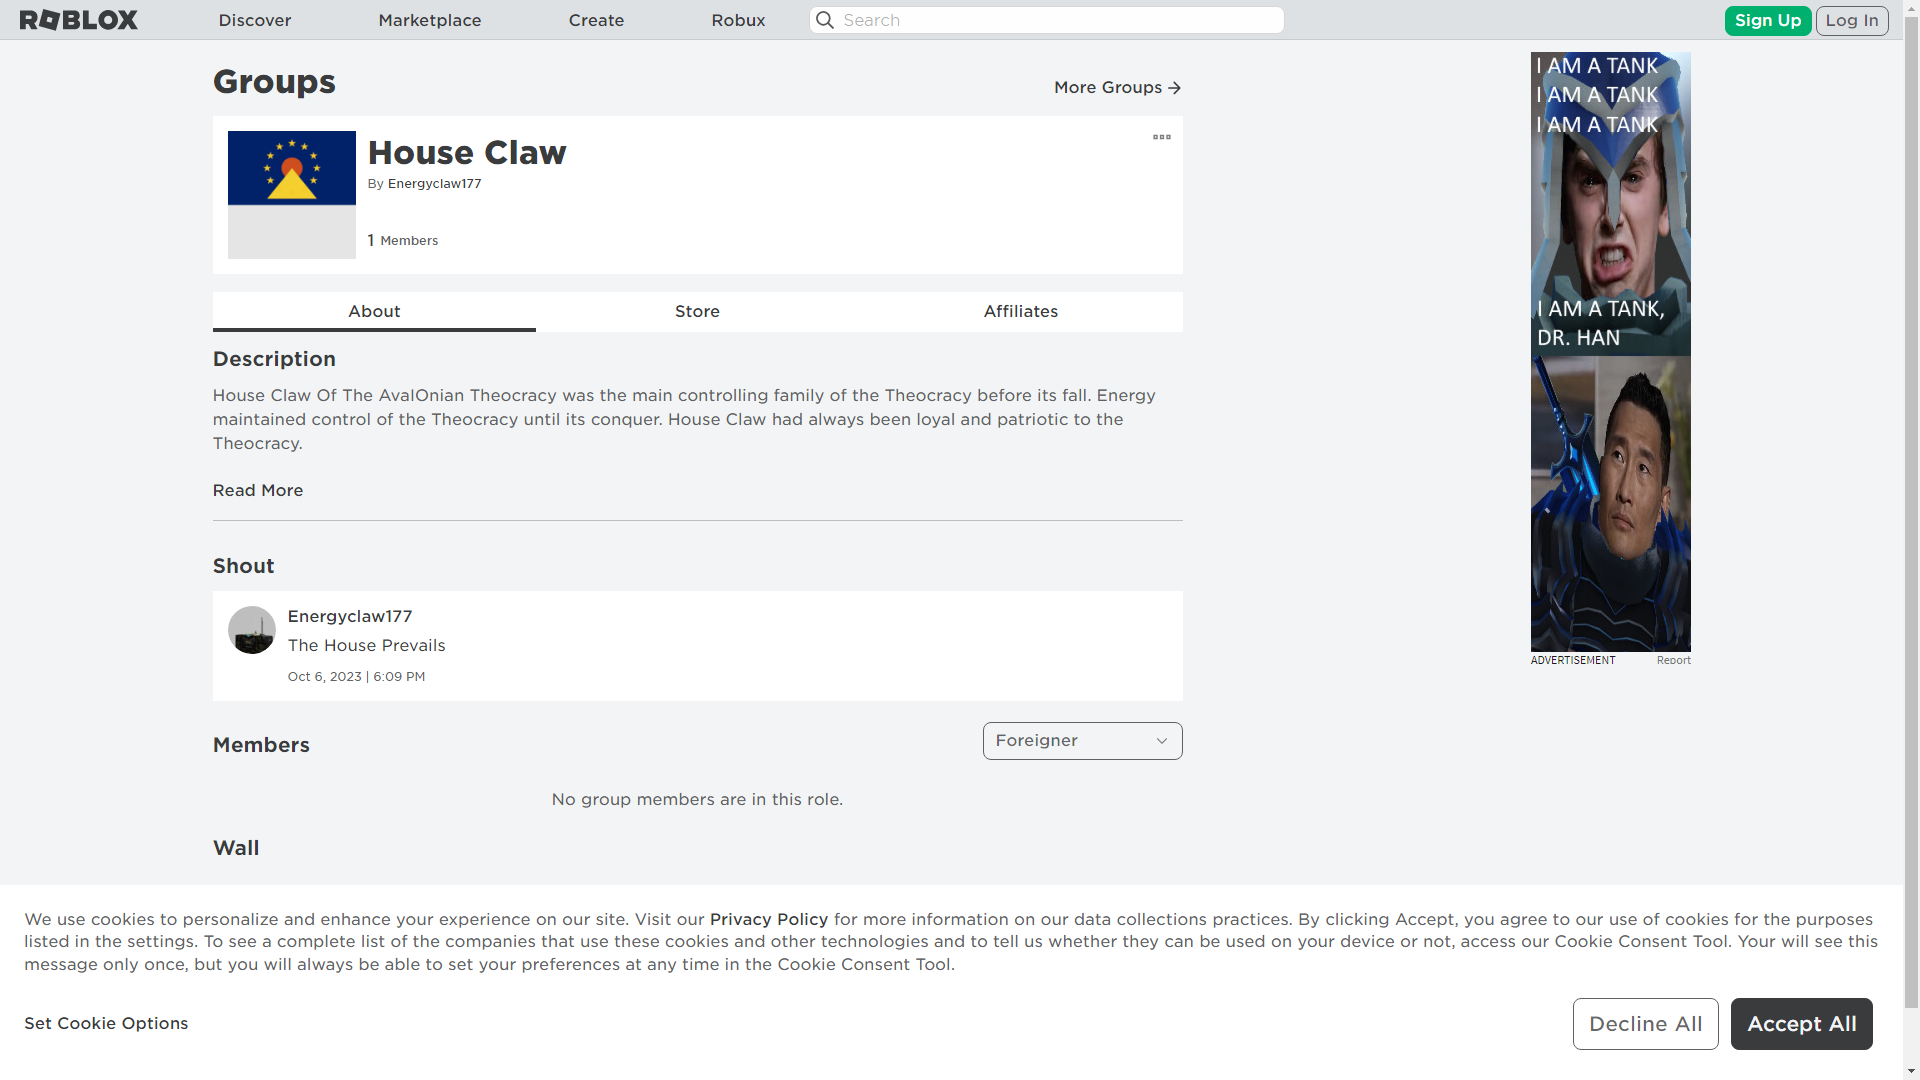 ROBLOX
Discover
Marketplace
Create
Robux
Search
Sign Up
Log In
Groups
More Groups
House Claw
By Energyclaw177
1 Members
About
Store
Affiliates
Description
House Claw Of The AvalOnian Theocracy was the main controlling family of the Theocracy before its fall. Energy
maintained control of the Theocracy until its conquer. House Claw had always been loyal and patriotic to the
Theocracy.
Read More
Shout
Energyclaw177
The House Prevails
Oct 6, 2023 | 6:09 PM
Members
Foreigner
No group members are in this role.
Wall
I AM A TANK
I AM A TANK
I AM A TANK
I AM A TANK,
DR. HAN
ADVERTISEMENT
Report
We use cookies to personalize and enhance your experience on our site. Visit our Privacy Policy for more information on our data collections practices. By clicking Accept, you agree to our use of cookies for the purposes
listed in the settings. To see a complete list of the companies that use these cookies and other technologies and to tell us whether they can be used on your device or not, access our Cookie Consent Tool. Your will see this
message only once, but you will always be able to set your preferences at any time in the Cookie Consent Tool.
Set Cookie Options
Decline All
Accept All